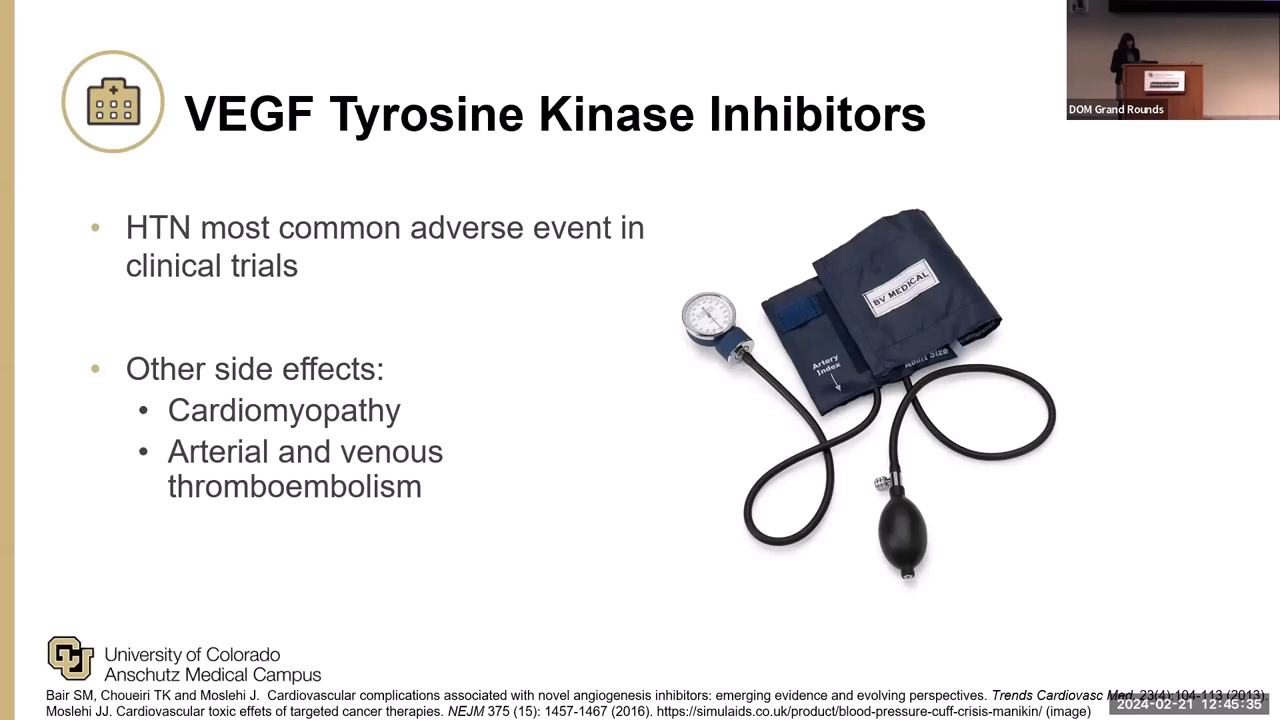 DOM Grand Rounds
VEGF Tyrosine Kinase Inhibitors
• HTN most common adverse event in
clinical trials
• Other side effects:
• Cardiomyopathy
• Arterial and venous
thromboembolism
BV MEDICAL
Artery
Index
Adult Size
CU
University of Colorado
Anschutz Medical Campus
Bair SM, Choueiri TK and Moslehi J. Cardiovascular complications associated with novel angiogenesis inhibitors: emerging evidence and evolving perspectives. Trends Cardiovasc Med, 23(4):104-113 (2013).
Moslehi JJ. Cardiovascular toxic effets of targeted cancer therapies. NEJM 375(15): 1457-1467 (2016). https://simulaids.co.uk/product/blood-pressure-cuff-crisis-manikin/ (image)
2024-02-21 12:45:35